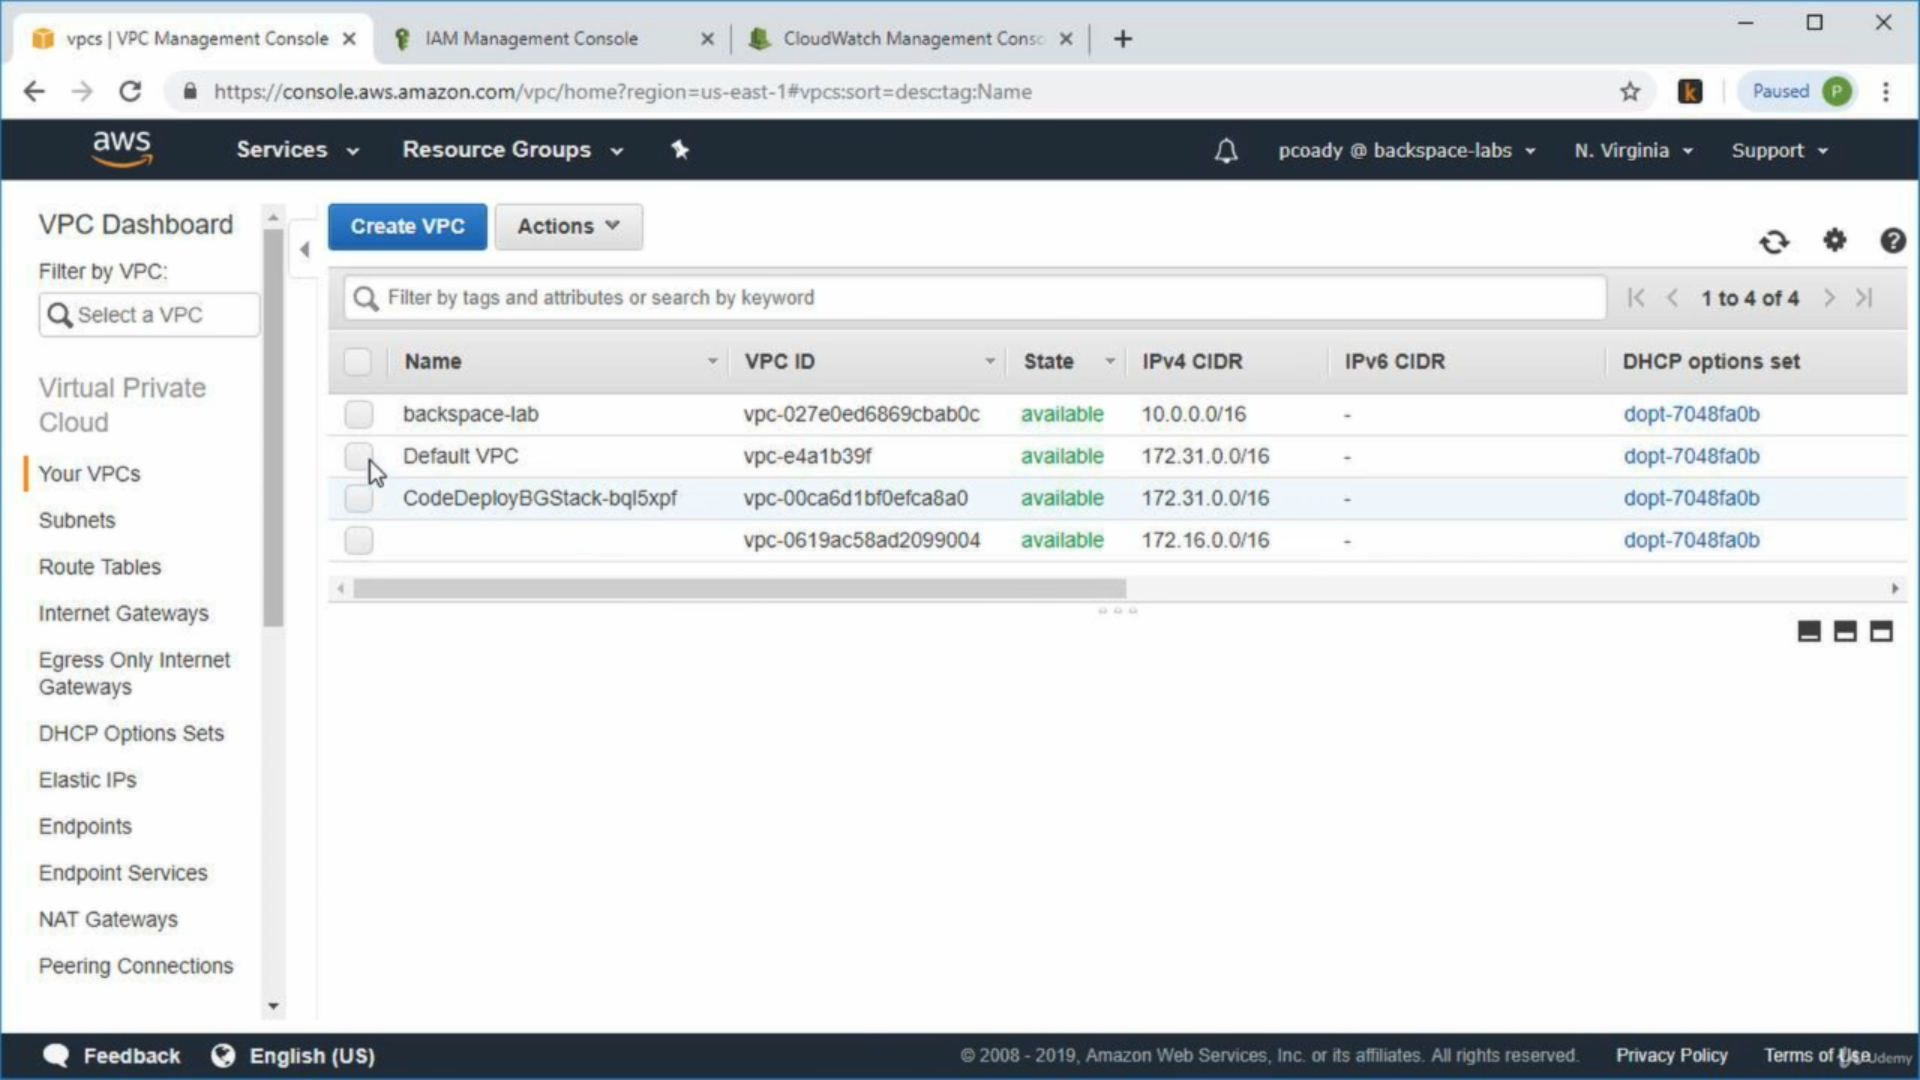 vpcs | VPC Management Console
IAM Management Console
CloudWatch Management Conso
https://console.aws.amazon.com/vpc/home?region=us-east-1#vpcs:sort=desc:tag:Name
k
Paused P
aws
Services
Resource Groups
pcoady @ backspace-labs
N. Virginia
Support
VPC Dashboard
Filter by VPC:
Select a VPC
Virtual Private
Cloud
Your VPCs
Subnets
Route Tables
Internet Gateways
Egress Only Internet
Gateways
DHCP Options Sets
Elastic IPs
Endpoints
Endpoint Services
NAT Gateways
Peering Connections
Create VPC
Actions
Filter by tags and attributes or search by keyword
1 to 4 of 4
Name VPC ID State IPv4 CIDR IPv6 CIDR DHCP options set
backspace-lab vpc-027e0ed6869cbab0c available 10.0.0.0/16 - dopt-7048fa0b
Default VPC vpc-e4a1b39f available 172.31.0.0/16 - dopt-7048fa0b
CodeDeployBGStack-bql5xpf vpc-00ca6d1bf0efca8a0 available 172.31.0.0/16 - dopt-7048fa0b
vpc-0619ac58ad2099004 available 172.16.0.0/16 - dopt-7048fa0b
Feedback
English (US)
© 2008 - 2019, Amazon Web Services, Inc. or its affiliates. All rights reserved.
Privacy Policy
Terms of Use
Udemy